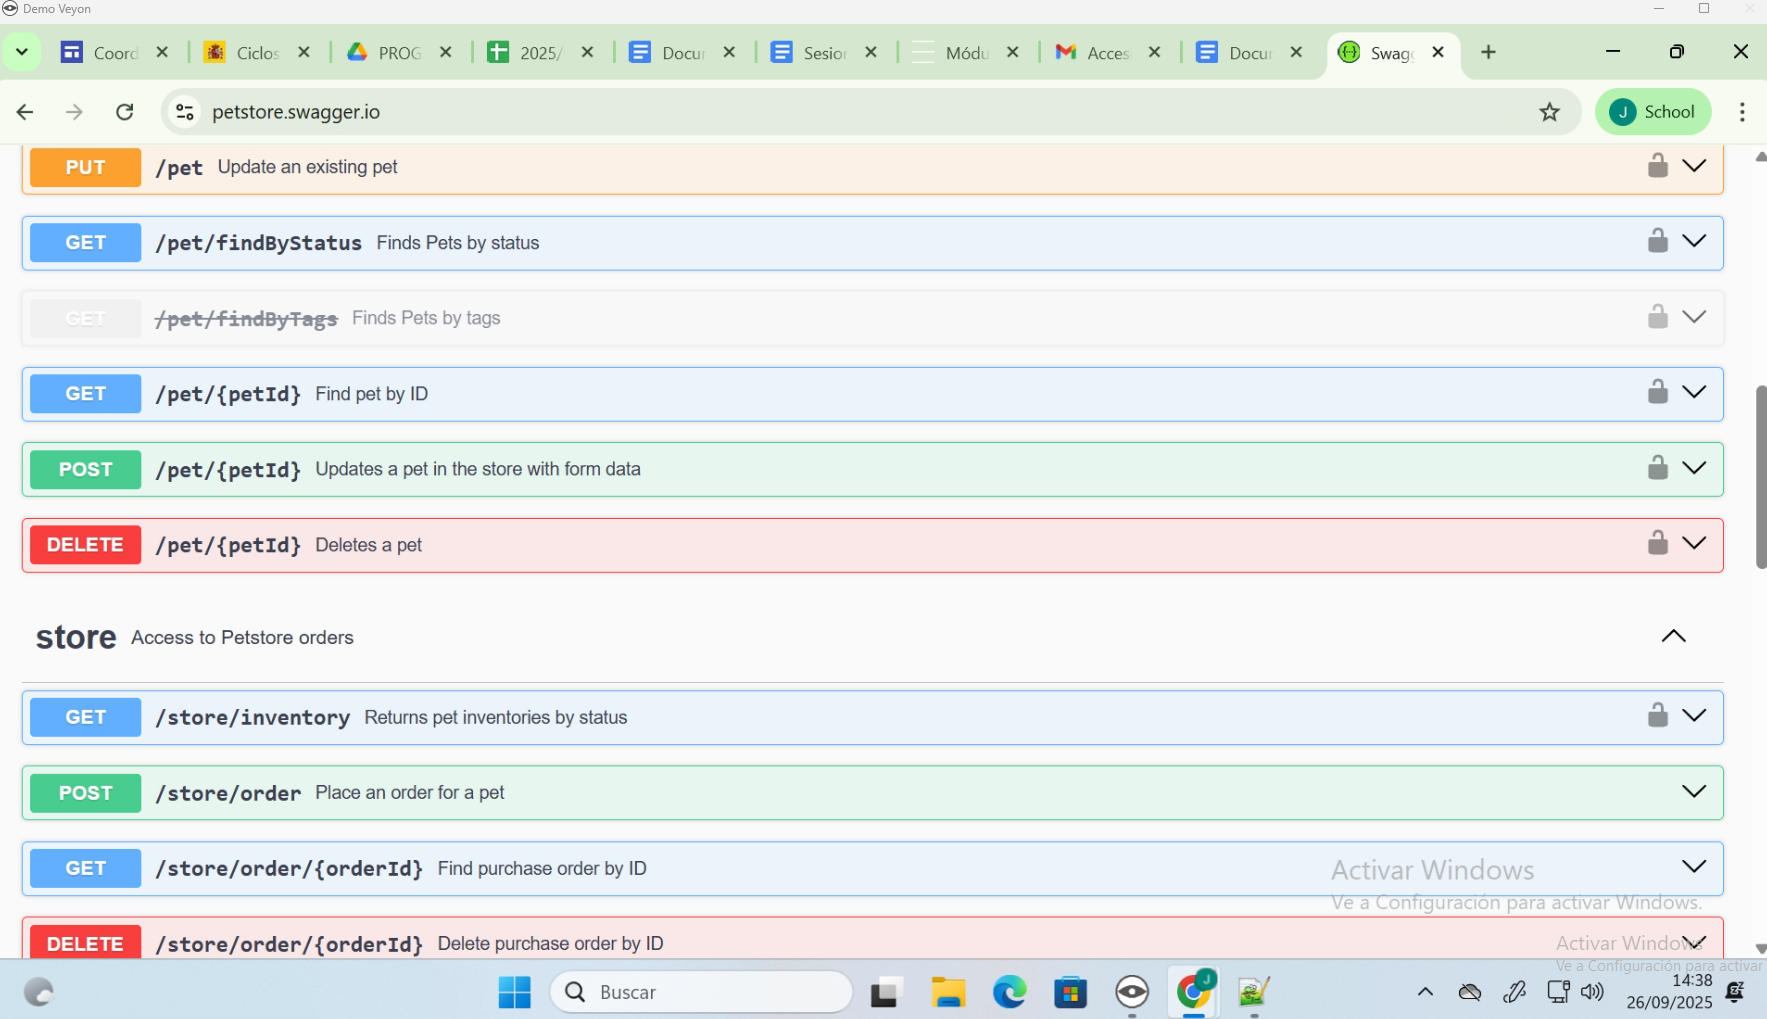 Demo Veyon
Coord Ciclos PROG 2025/ Docur Sesior Módu Acces Docur Swag
petstore.swagger.io
J School
PUT /pet Update an existing pet
GET /pet/findByStatus Finds Pets by status
GET /pet/findByTags Finds Pets by tags
GET /pet/{petId} Find pet by ID
POST /pet/{petId} Updates a pet in the store with form data
DELETE /pet/{petId} Deletes a pet
store Access to Petstore orders
GET /store/inventory Returns pet inventories by status
POST /store/order Place an order for a pet
GET /store/order/{orderId} Find purchase order by ID
Activar Windows
Ve a Configuración para activar Windows.
DELETE /store/order/{orderId} Delete purchase order by ID
Activar Windows
Ve a Configuración para activar
Buscar
J
14:38
26/09/2025